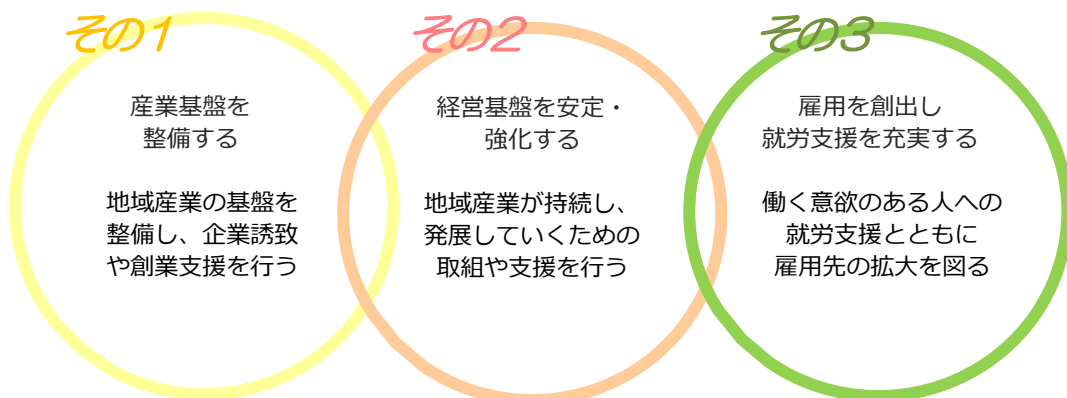 その1
産業基盤を
整備する
地域産業の基盤を
整備し、企業誘致
や創業支援を行う
その2
経営基盤を安定・
強化する
地域産業が持続し、
発展していくための
取組や支援を行う
その3
雇用を創出し
就労支援を充実する
働く意欲のある人への
就労支援とともに
雇用先の拡大を図る